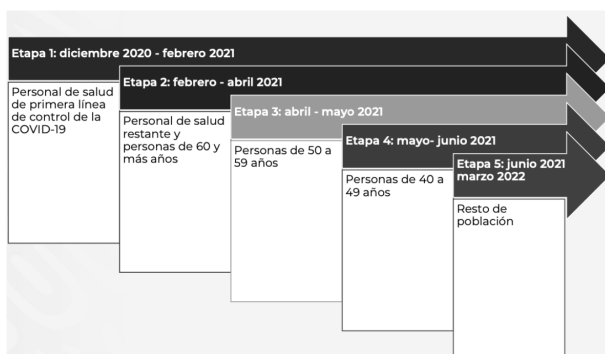 Etapa 1: diciembre 2020 - febrero 2021
Personal de salud
de primera línea
de control de la
COVID-19
Etapa 2: febrero - abril 2021
Personal de salud
restante y
personas de 60 y
más años
Etapa 3: abril - mayo 2021
Personas de 50 a
59 años
Etapa 4: mayo- junio 2021
Personas de 40 a
49 años
Etapa 5: junio 2021
marzo 2022
Resto de
población